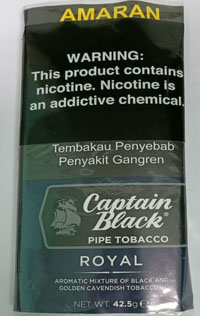 AMARAN
WARNING:
This product contains
nicotine. Nicotine is
an addictive chemical.
Tembakau Penyebab
Penyakit Gangren
Captain
Black®
PIPE TOBACCO
ROYAL
AROMATIC MIXTURE OF BLACK AND
GOLDEN CAVENDISH TOBACCOS
NET WT. 42.5g